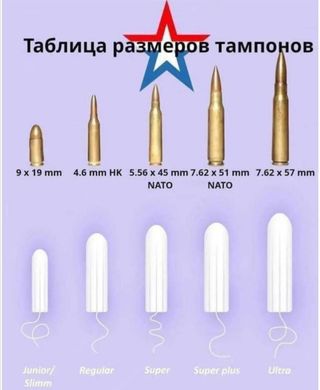 Таблица размеров тампонов
9 x 19 mm 4.6 mm HK 5.56 x 45 mm 7.62 x 51 mm 7.62 x 57 mm
NATO NATO
Junior/ Regular Super Super plus Ultra
Slimm